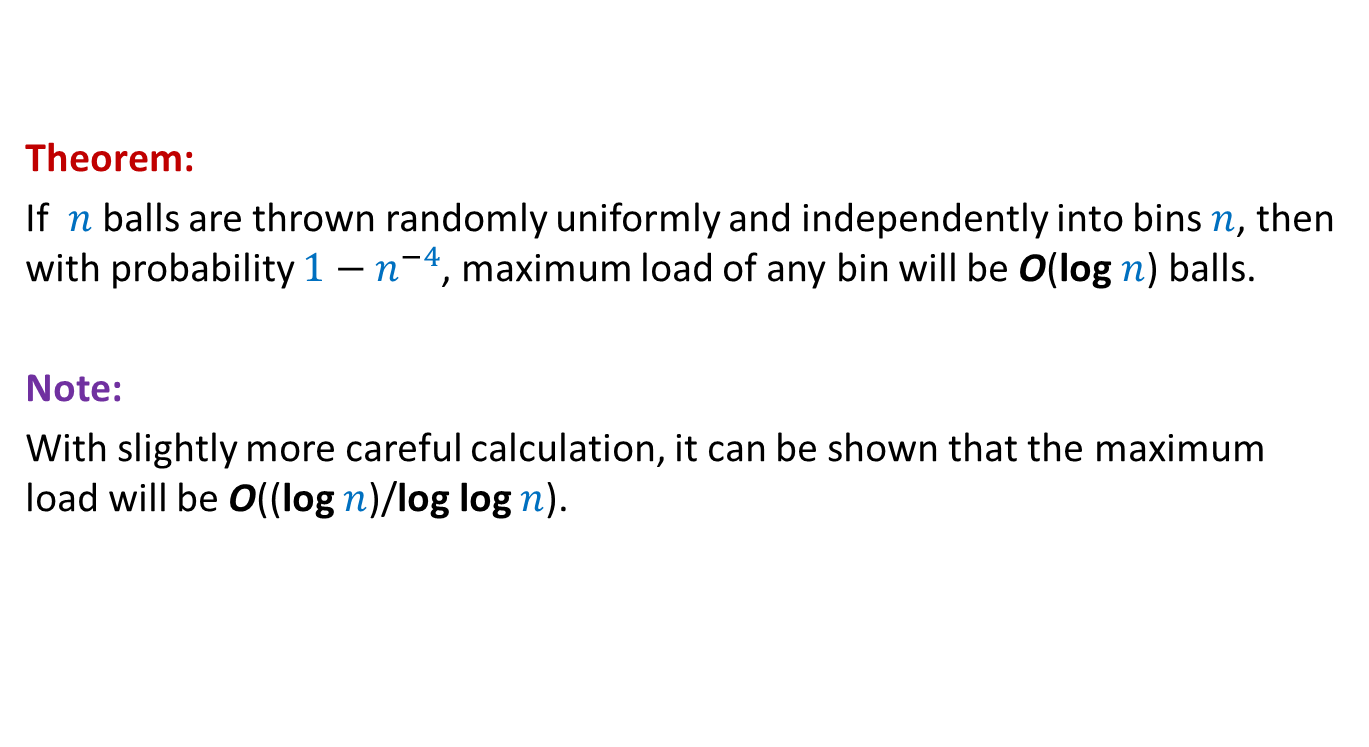 Theorem:
If n balls are thrown randomly uniformly and independently into bins n, then
with probability 1 − n⁻⁴, maximum load of any bin will be O(log n) balls.
Note:
With slightly more careful calculation, it can be shown that the maximum
load will be O((log n)/log log n).